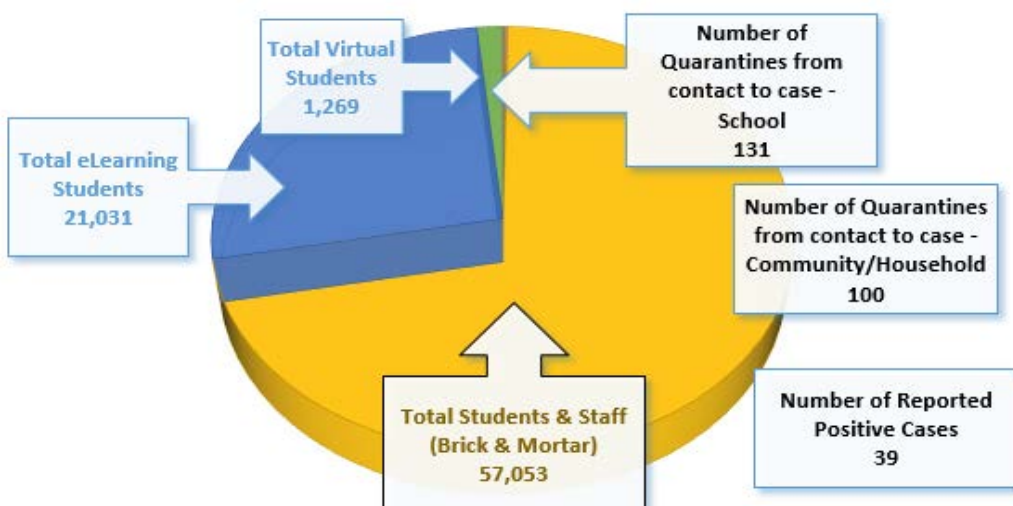 Total Virtual
Students
1,269
Number of
Quarantines from
contact to case -
School
131
Total eLearning
Students
21,031
Number of Quarantines
from contact to case -
Community/Household
100
Total Students & Staff
(Brick & Mortar)
57,053
Number of Reported
Positive Cases
39